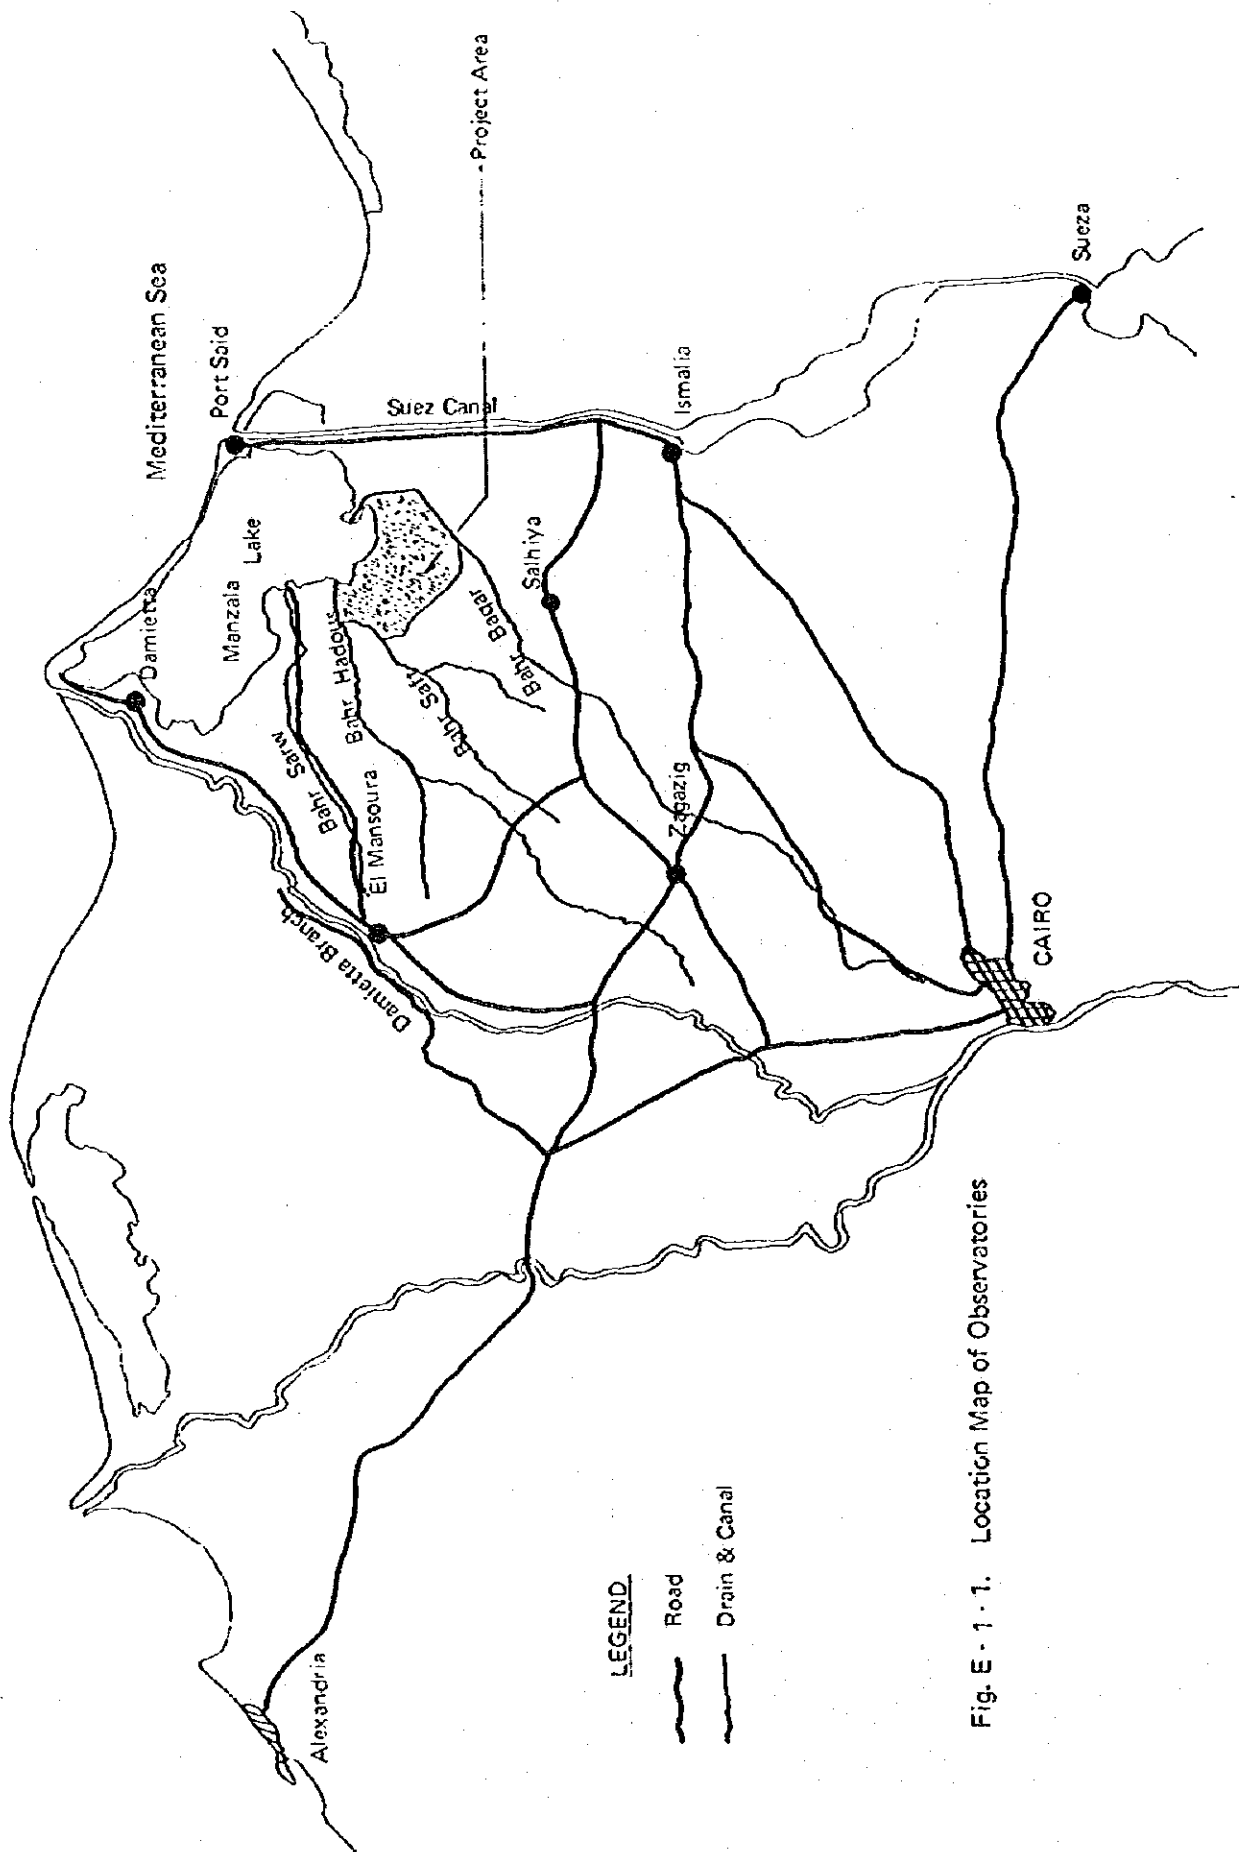 Mediterranean Sea
Port Said
Project Area
Damietta
Manzala
Lake
Suez Canal
Bahr Sarw
Bahr Hadous
Bahr Saft
Bahr Baqar
Salhiya
Ismalia
Sueza
El Mansoura
Damietta Branch
Zagazig
CAIRO
Alexandria
LEGEND
Road
Drain & Canal
Fig. E - 1 - 1. Location Map of Observatories